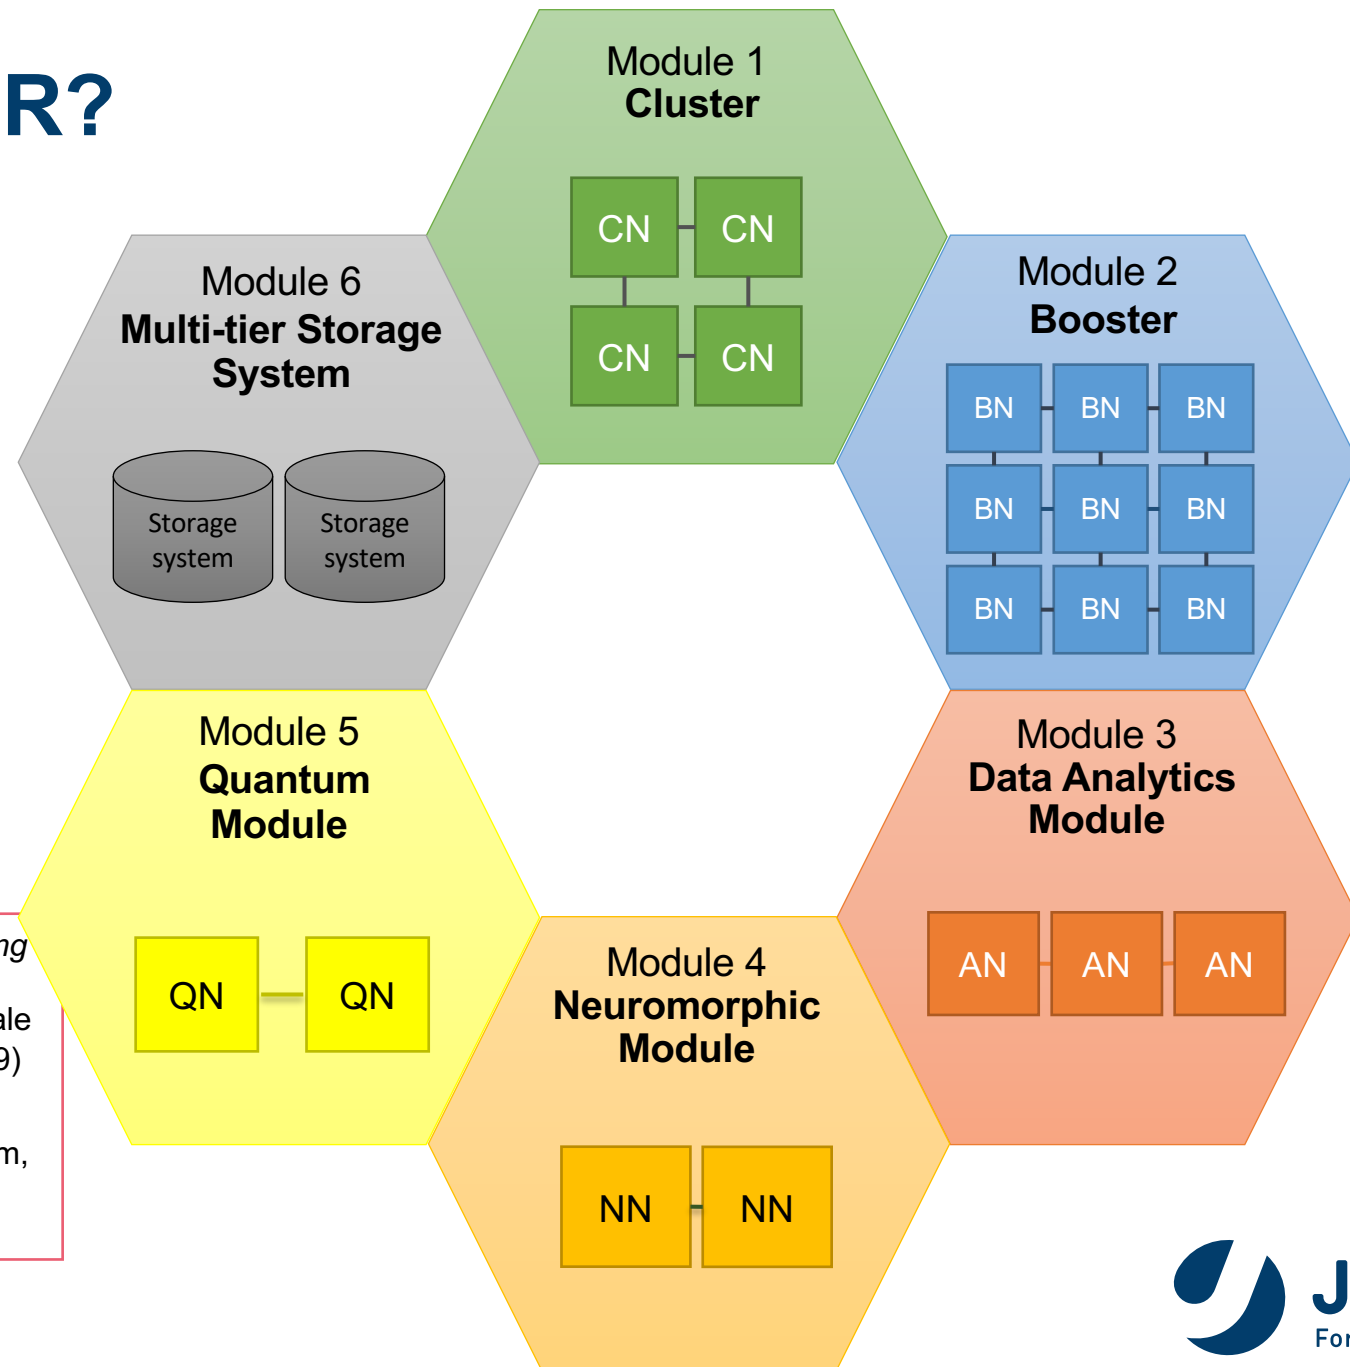 R?
Module 1
Cluster
CN CN
CN CN
Module 2
Booster
BN BN BN
BN BN BN
BN BN BN
Module 3
Data Analytics
Module
AN AN AN
Module 4
Neuromorphic
Module
NN NN
Module 5
Quantum
Module
QN QN
Module 6
Multi-tier Storage
System
Storage
system
Storage
system
ng
ale
9)
m,
J
For